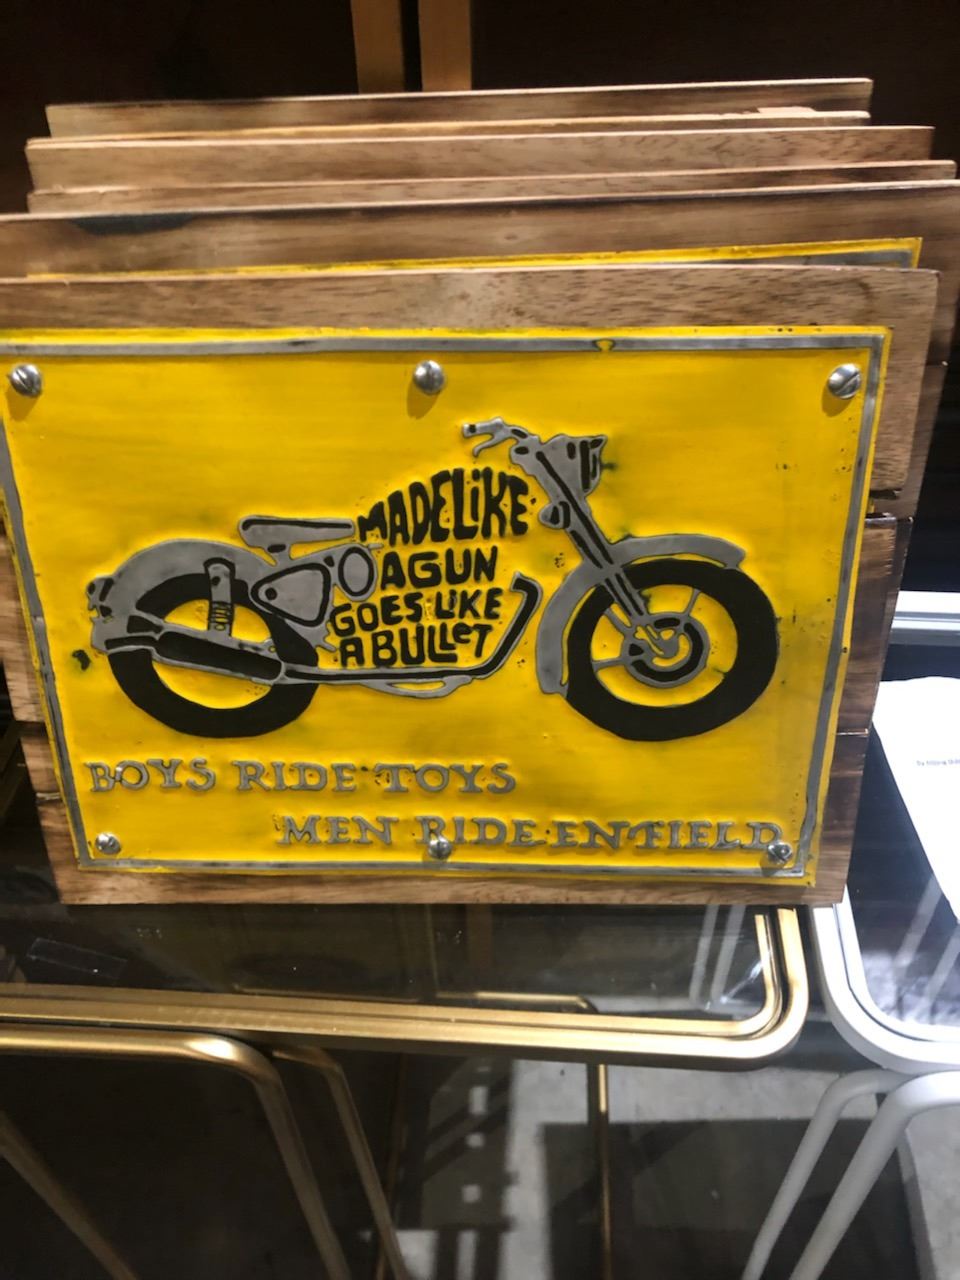 MADE LiKE
A GUN
GOES LiKE
A BULLeT
BOYS RIDE TOYS
MEN RIDE ENFIELD